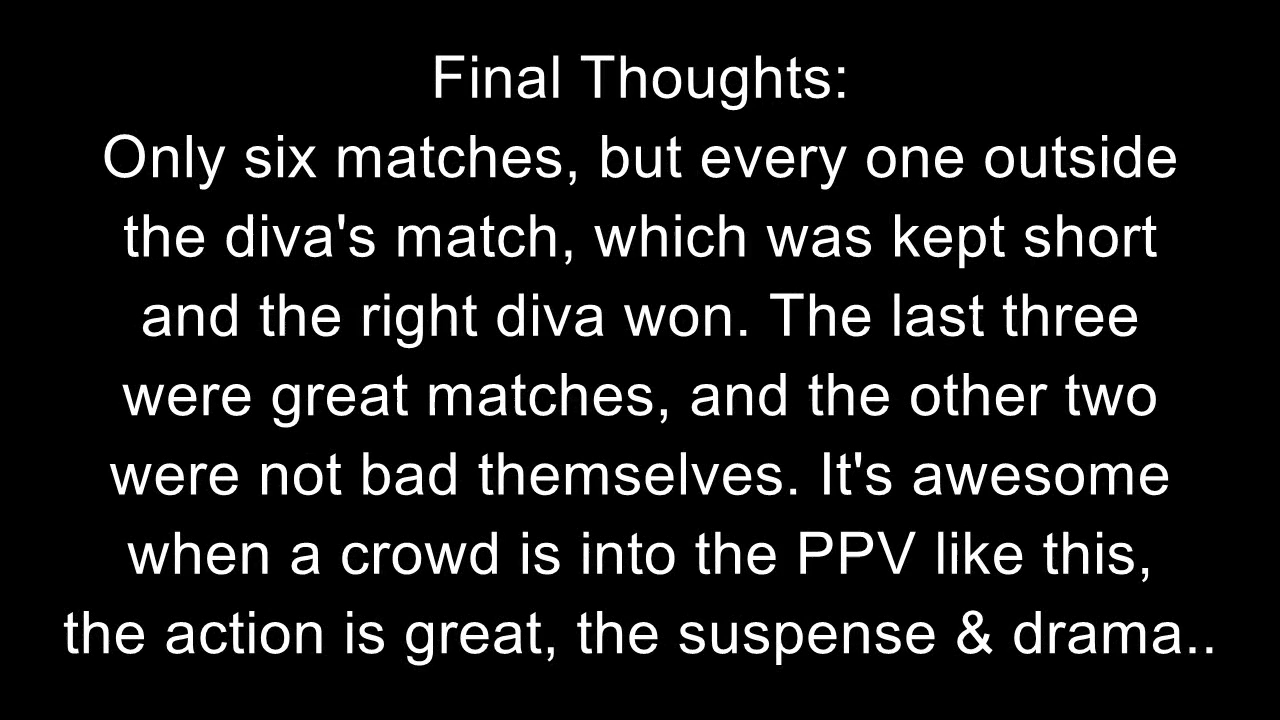 Final Thoughts:
Only six matches, but every one outside
the diva's match, which was kept short
and the right diva won. The last three
were great matches, and the other two
were not bad themselves. It's awesome
when a crowd is into the PPV like this,
the action is great, the suspense & drama..